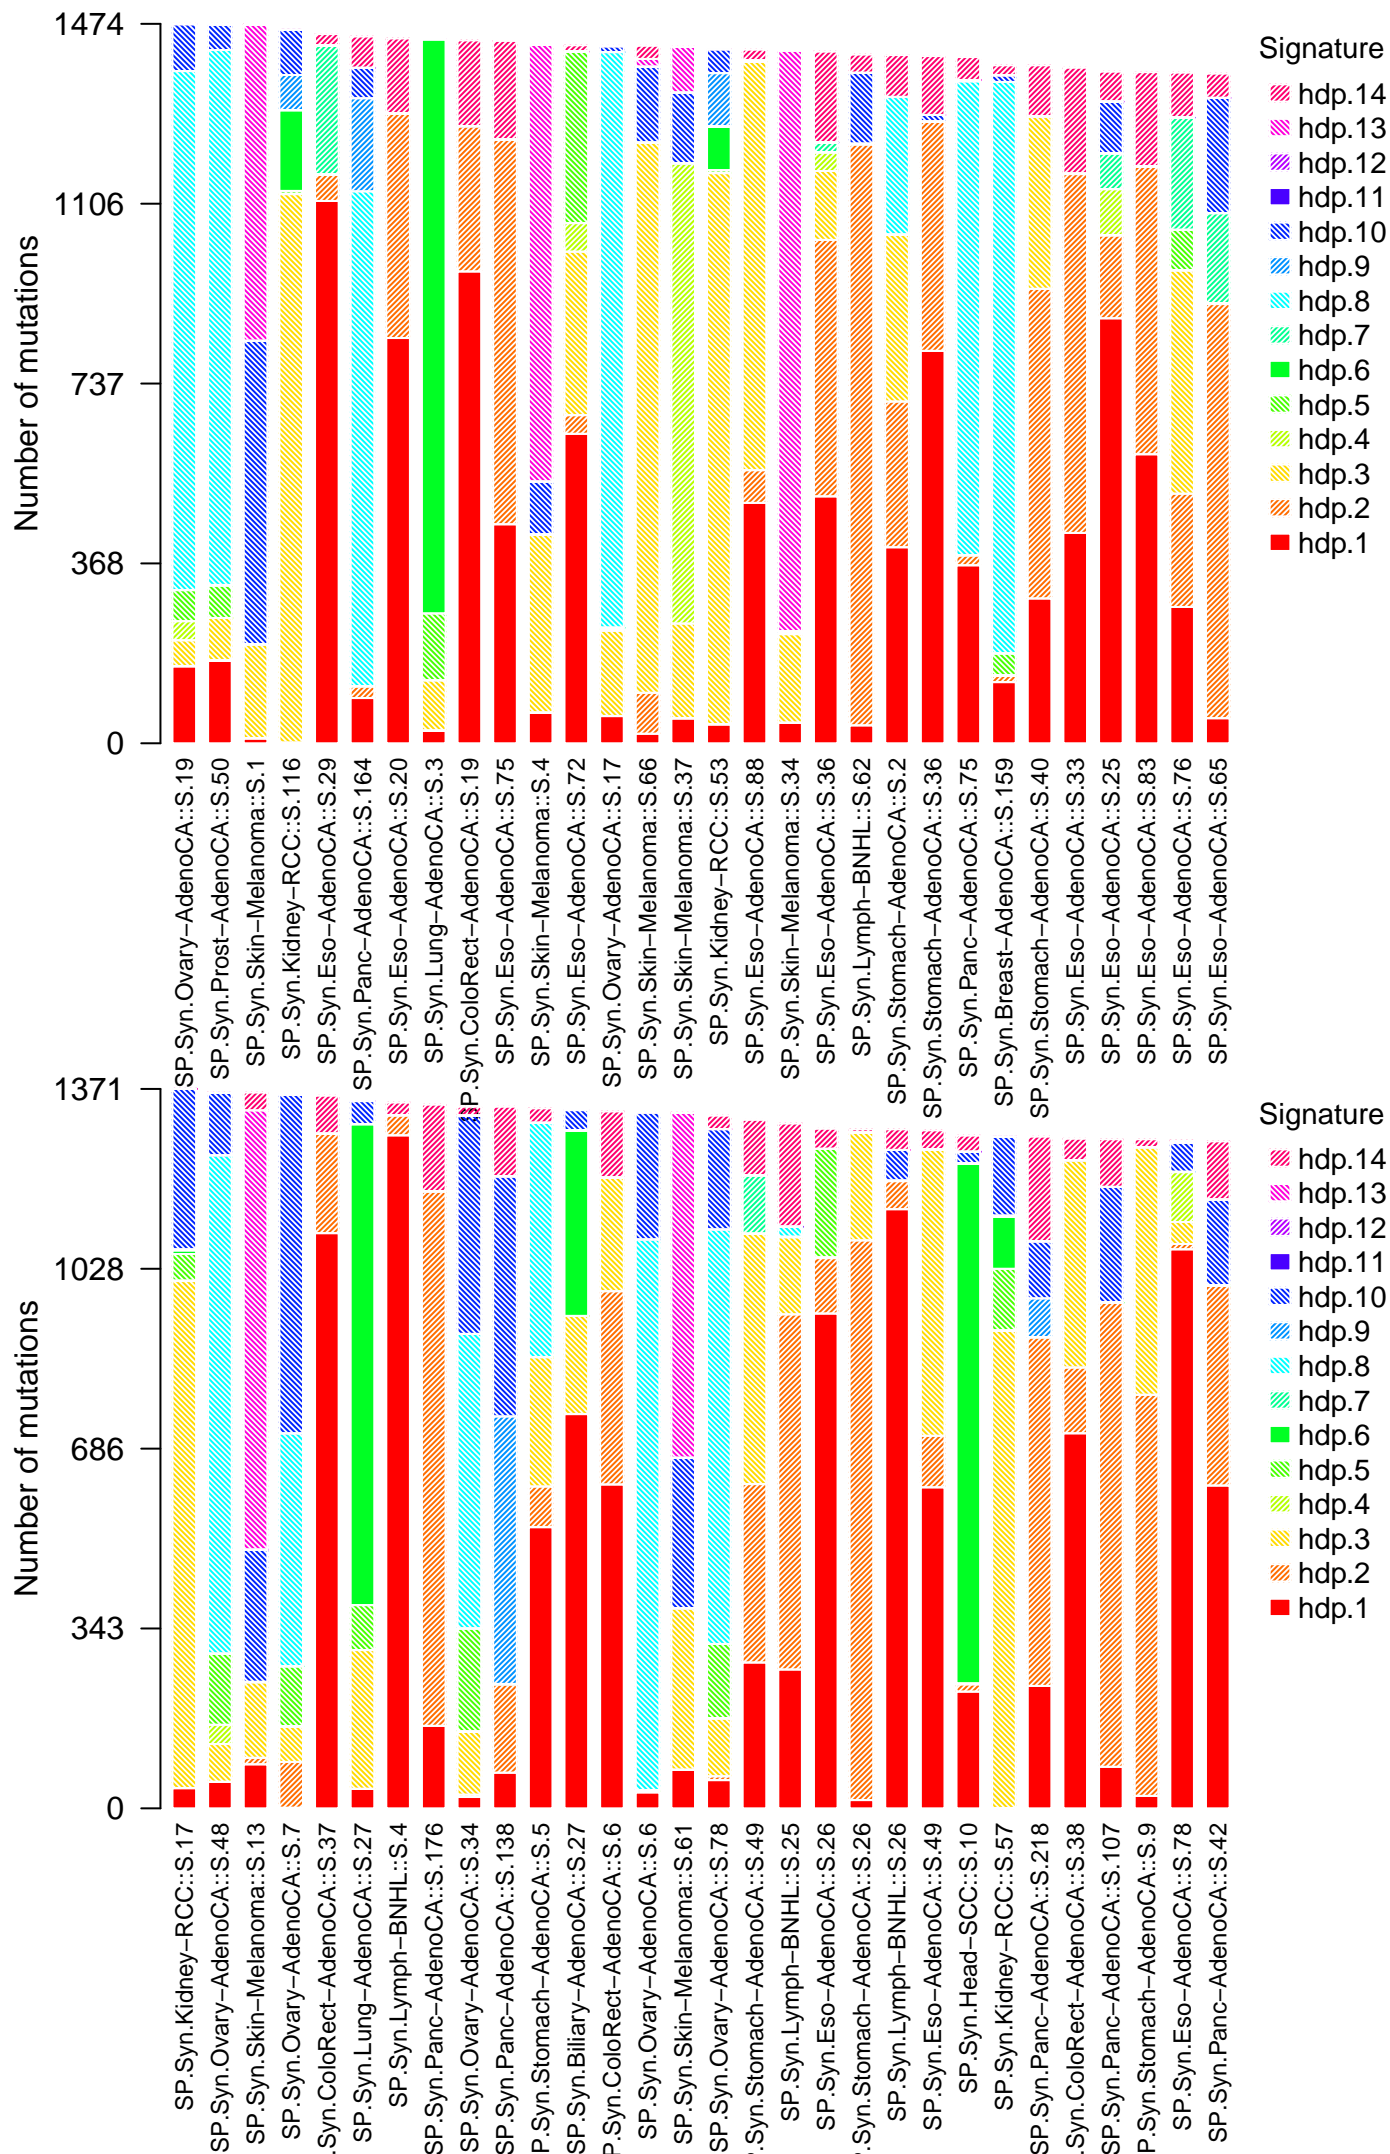 Number of mutations
1474
1106
737
368
0
SP.Syn.Ovary−AdenoCA::S.19
SP.Syn.Prost−AdenoCA::S.50
SP.Syn.Skin−Melanoma::S.1
SP.Syn.Kidney−RCC::S.116
SP.Syn.Eso−AdenoCA::S.29
SP.Syn.Panc−AdenoCA::S.164
SP.Syn.Eso−AdenoCA::S.20
SP.Syn.Lung−AdenoCA::S.3
SP.Syn.ColoRect−AdenoCA::S.19
SP.Syn.Eso−AdenoCA::S.75
SP.Syn.Skin−Melanoma::S.4
SP.Syn.Eso−AdenoCA::S.72
SP.Syn.Ovary−AdenoCA::S.17
SP.Syn.Skin−Melanoma::S.66
SP.Syn.Skin−Melanoma::S.37
SP.Syn.Kidney−RCC::S.53
SP.Syn.Eso−AdenoCA::S.88
SP.Syn.Skin−Melanoma::S.34
SP.Syn.Eso−AdenoCA::S.36
SP.Syn.Lymph−BNHL::S.62
SP.Syn.Stomach−AdenoCA::S.2
SP.Syn.Stomach−AdenoCA::S.36
SP.Syn.Panc−AdenoCA::S.75
SP.Syn.Breast−AdenoCA::S.159
SP.Syn.Stomach−AdenoCA::S.40
SP.Syn.Eso−AdenoCA::S.33
SP.Syn.Eso−AdenoCA::S.25
SP.Syn.Eso−AdenoCA::S.83
SP.Syn.Eso−AdenoCA::S.76
SP.Syn.Eso−AdenoCA::S.65
Signature
hdp.14
hdp.13
hdp.12
hdp.11
hdp.10
hdp.9
hdp.8
hdp.7
hdp.6
hdp.5
hdp.4
hdp.3
hdp.2
hdp.1
Number of mutations
1371
1028
686
343
0
SP.Syn.Kidney−RCC::S.17
SP.Syn.Ovary−AdenoCA::S.48
SP.Syn.Skin−Melanoma::S.13
SP.Syn.Ovary−AdenoCA::S.7
.Syn.ColoRect−AdenoCA::S.37
SP.Syn.Lung−AdenoCA::S.27
SP.Syn.Lymph−BNHL::S.4
SP.Syn.Panc−AdenoCA::S.176
SP.Syn.Ovary−AdenoCA::S.34
SP.Syn.Panc−AdenoCA::S.138
P.Syn.Stomach−AdenoCA::S.5
SP.Syn.Biliary−AdenoCA::S.27
P.Syn.ColoRect−AdenoCA::S.6
SP.Syn.Ovary−AdenoCA::S.6
SP.Syn.Skin−Melanoma::S.61
SP.Syn.Ovary−AdenoCA::S.78
P.Syn.Stomach−AdenoCA::S.49
SP.Syn.Lymph−BNHL::S.25
SP.Syn.Eso−AdenoCA::S.26
P.Syn.Stomach−AdenoCA::S.26
SP.Syn.Lymph−BNHL::S.26
SP.Syn.Eso−AdenoCA::S.49
SP.Syn.Head−SCC::S.10
SP.Syn.Kidney−RCC::S.57
SP.Syn.Panc−AdenoCA::S.218
.Syn.ColoRect−AdenoCA::S.38
SP.Syn.Panc−AdenoCA::S.107
SP.Syn.Stomach−AdenoCA::S.9
SP.Syn.Eso−AdenoCA::S.78
SP.Syn.Panc−AdenoCA::S.42
Signature
hdp.14
hdp.13
hdp.12
hdp.11
hdp.10
hdp.9
hdp.8
hdp.7
hdp.6
hdp.5
hdp.4
hdp.3
hdp.2
hdp.1